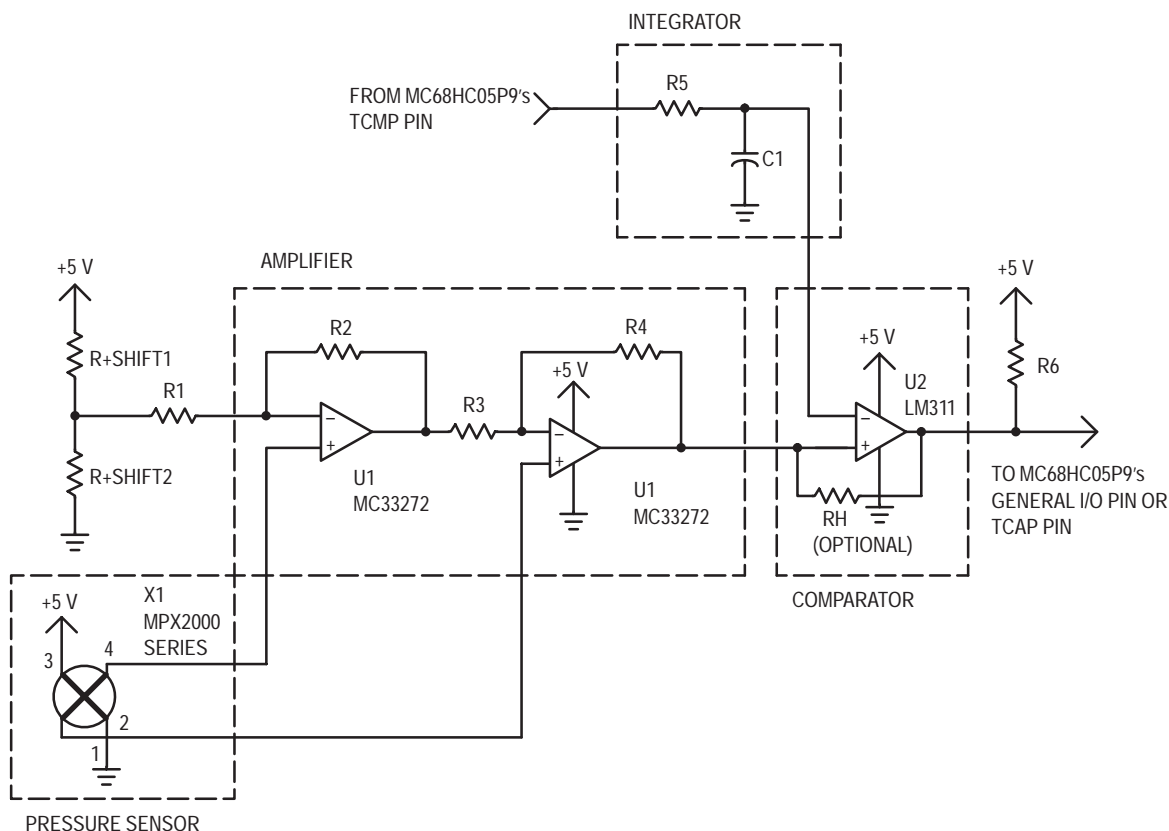 INTEGRATOR
FROM MC68HC05P9's
TCMP PIN
R5
C1
+5 V
AMPLIFIER
+5 V
R2
R4
R+SHIFT1
R1
+5 V
+5 V
R3
U2
LM311
R6
−
+
−
+
−
+
R+SHIFT2
U1
MC33272
U1
MC33272
RH
(OPTIONAL)
TO MC68HC05P9's
GENERAL I/O PIN OR
TCAP PIN
COMPARATOR
+5 V
X1
MPX2000
SERIES
3
4
2
1
PRESSURE SENSOR